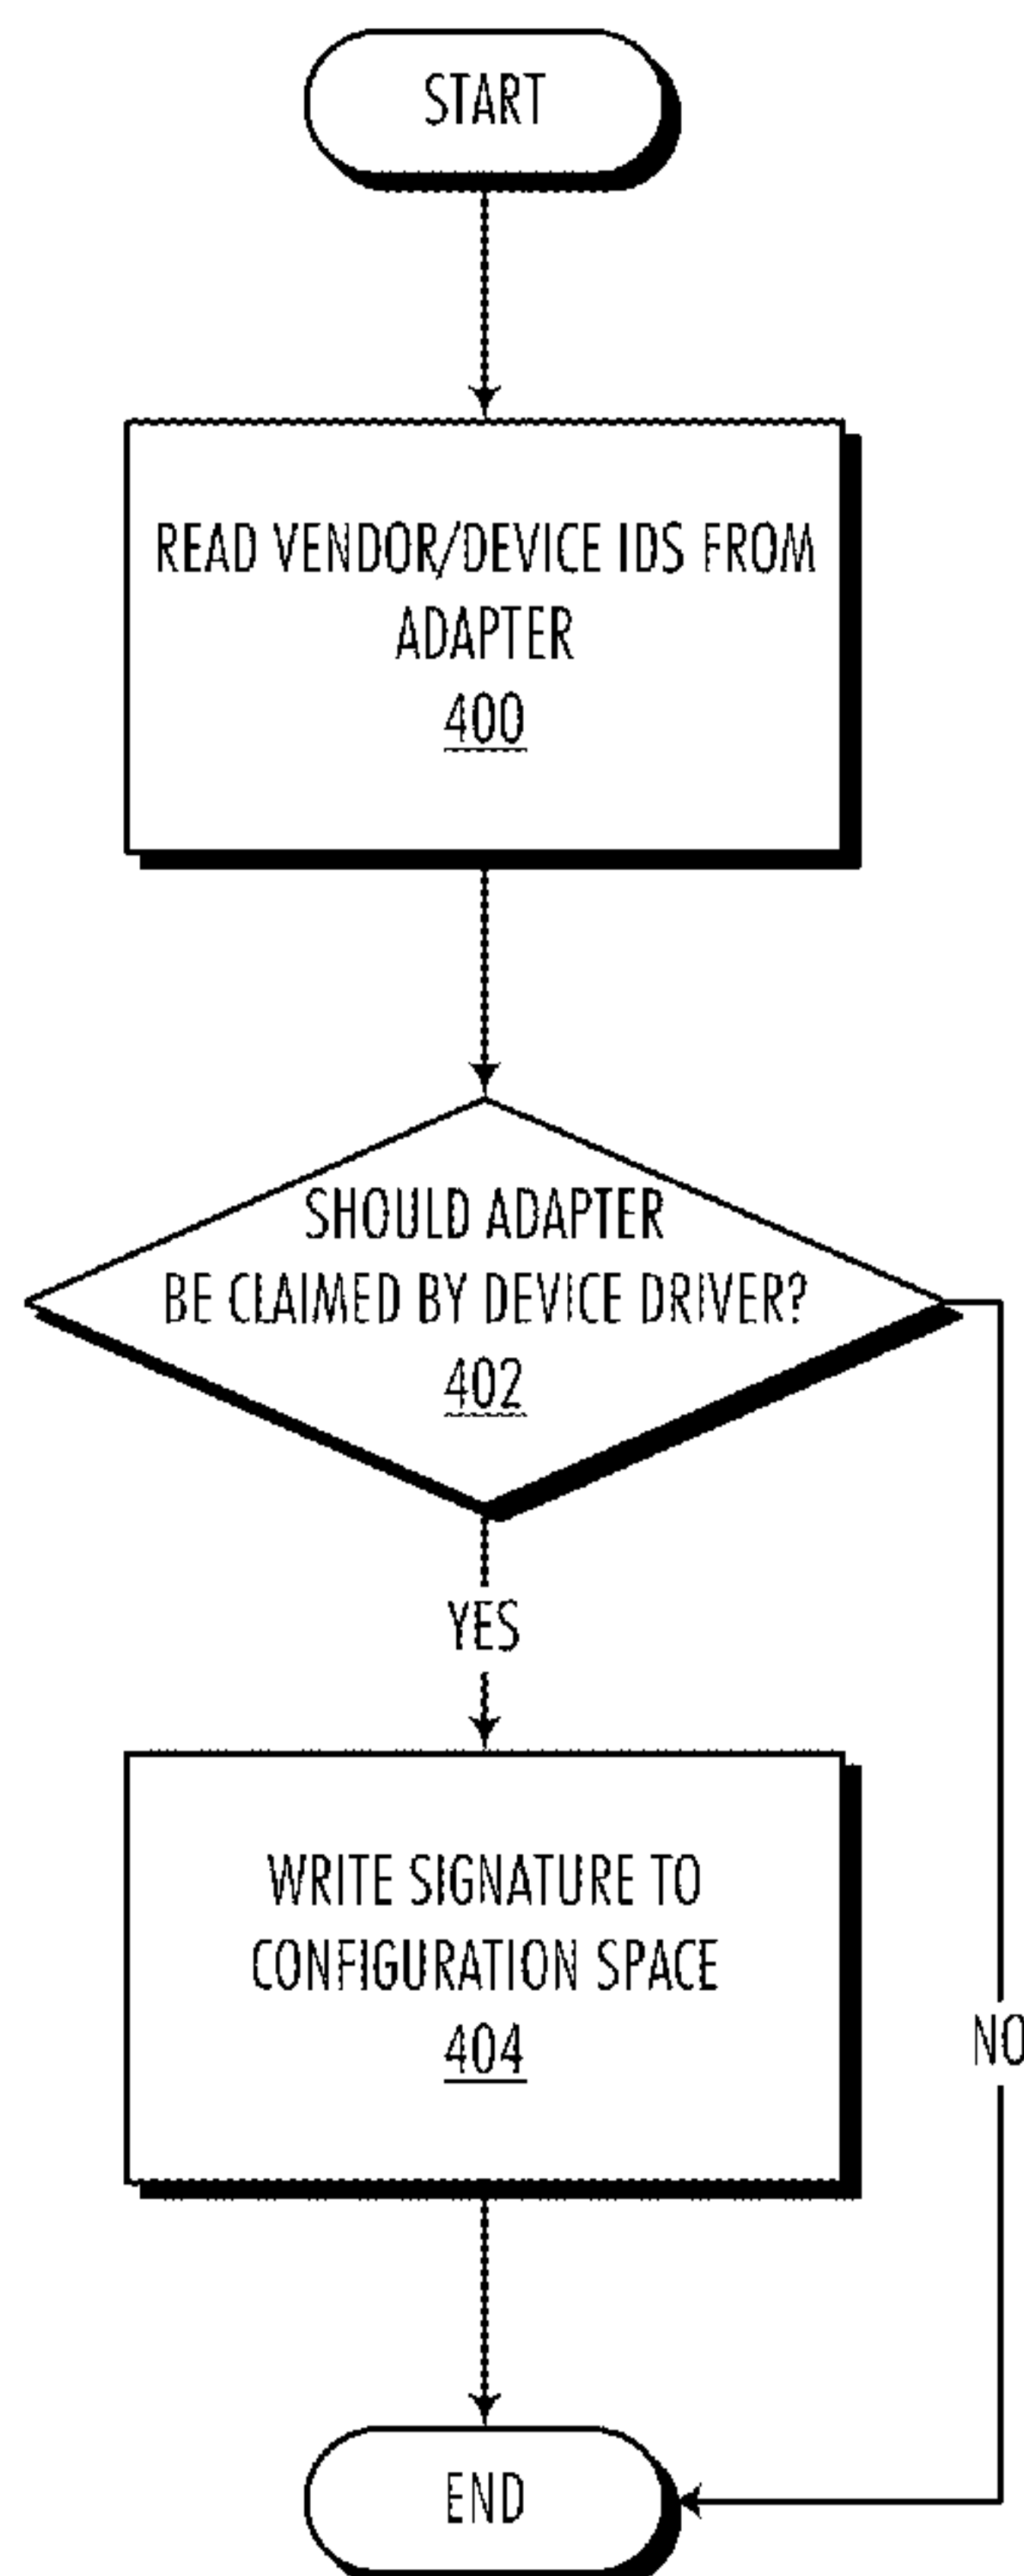 START
READ VENDOR/DEVICE IDS FROM
ADAPTER
400
SHOULD ADAPTER
BE CLAIMED BY DEVICE DRIVER?
402
YES
WRITE SIGNATURE TO
CONFIGURATION SPACE
404
NO
END